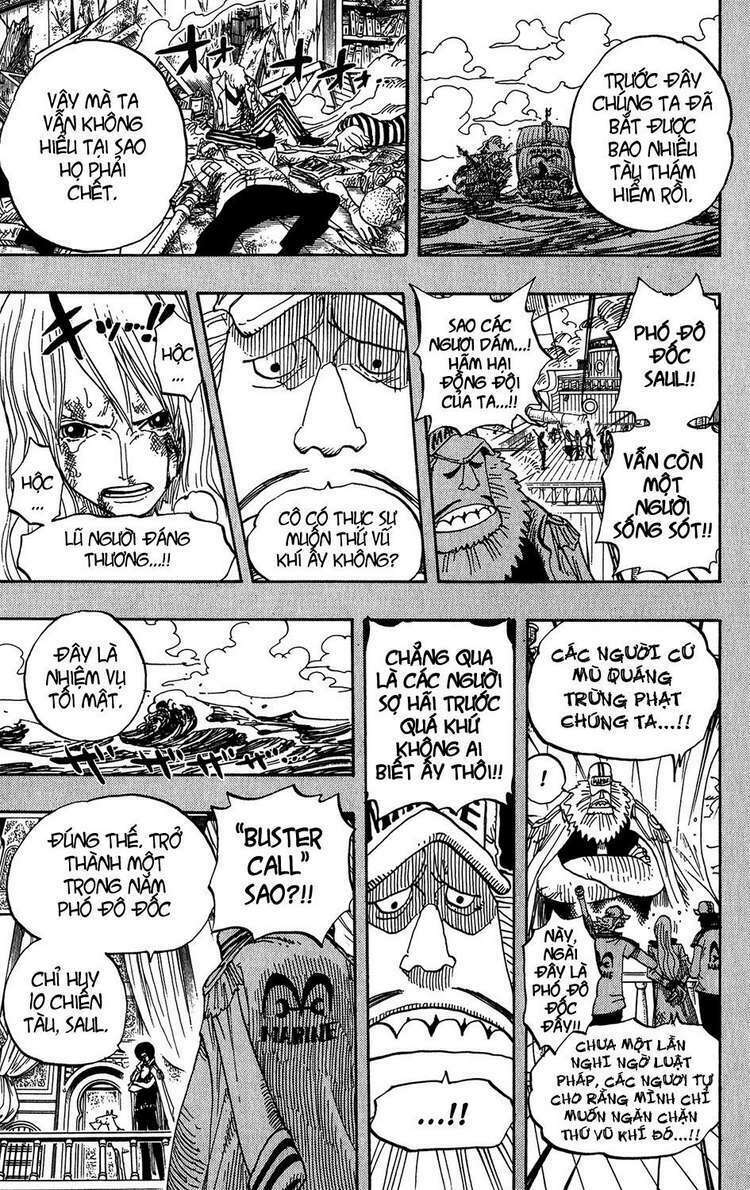 TRƯỚC ĐÂY
CHÚNG TA ĐÃ
BẮT ĐƯỢC
BAO NHIÊU
TÀU THÁM
HIỂM RỒI.
VẬY MÀ TA
VẪN KHÔNG
HIỂU TẠI SAO
HỌ PHẢI
CHẾT.
PHÓ ĐÔ
ĐỐC
SAUL!!
VẪN CÒN
MỘT
NGƯỜI
SỐNG SÓT!!
SAO CÁC
NGƯƠI DÁM...!
HÃM HẠI
ĐỒNG ĐỘI
CỦA TA...!!
CÔ CÓ THỰC SỰ
MUỐN THỨ VŨ
KHÍ ẤY KHÔNG?
HỘC
...
HỘC
...
LŨ NGƯỜI ĐÁNG
THƯƠNG...!!
CÁC NGƯỜI CỨ
MÙ QUÁNG
TRỪNG PHẠT
CHÚNG TA...!!
!
NÀY,
NGÀI
ĐÂY LÀ
PHÓ ĐÔ
ĐỐC
ĐẤY!!
CHƯA MỘT LẦN
NGHI NGỜ LUẬT
PHÁP, CÁC NGƯƠI TỰ
CHO RẰNG MÌNH CHỈ
MUỐN NGĂN CHẶN
THỨ VŨ KHÍ ĐÓ...!!
CHẲNG QUA
LÀ CÁC NGƯỜI
SỢ HÃI TRƯỚC
QUÁ KHỨ
KHÔNG AI
BIẾT ẤY THÔI!!
MARINE
...!!
ĐÂY LÀ
NHIỆM VỤ
TỐI MẬT.
"BUSTER
CALL"
SAO?!!
MARINE
ĐÚNG THẾ, TRỞ
THÀNH MỘT
TRONG NĂM
PHÓ ĐÔ ĐỐC
CHỈ HUY
10 CHIẾN
TÀU, SAUL.